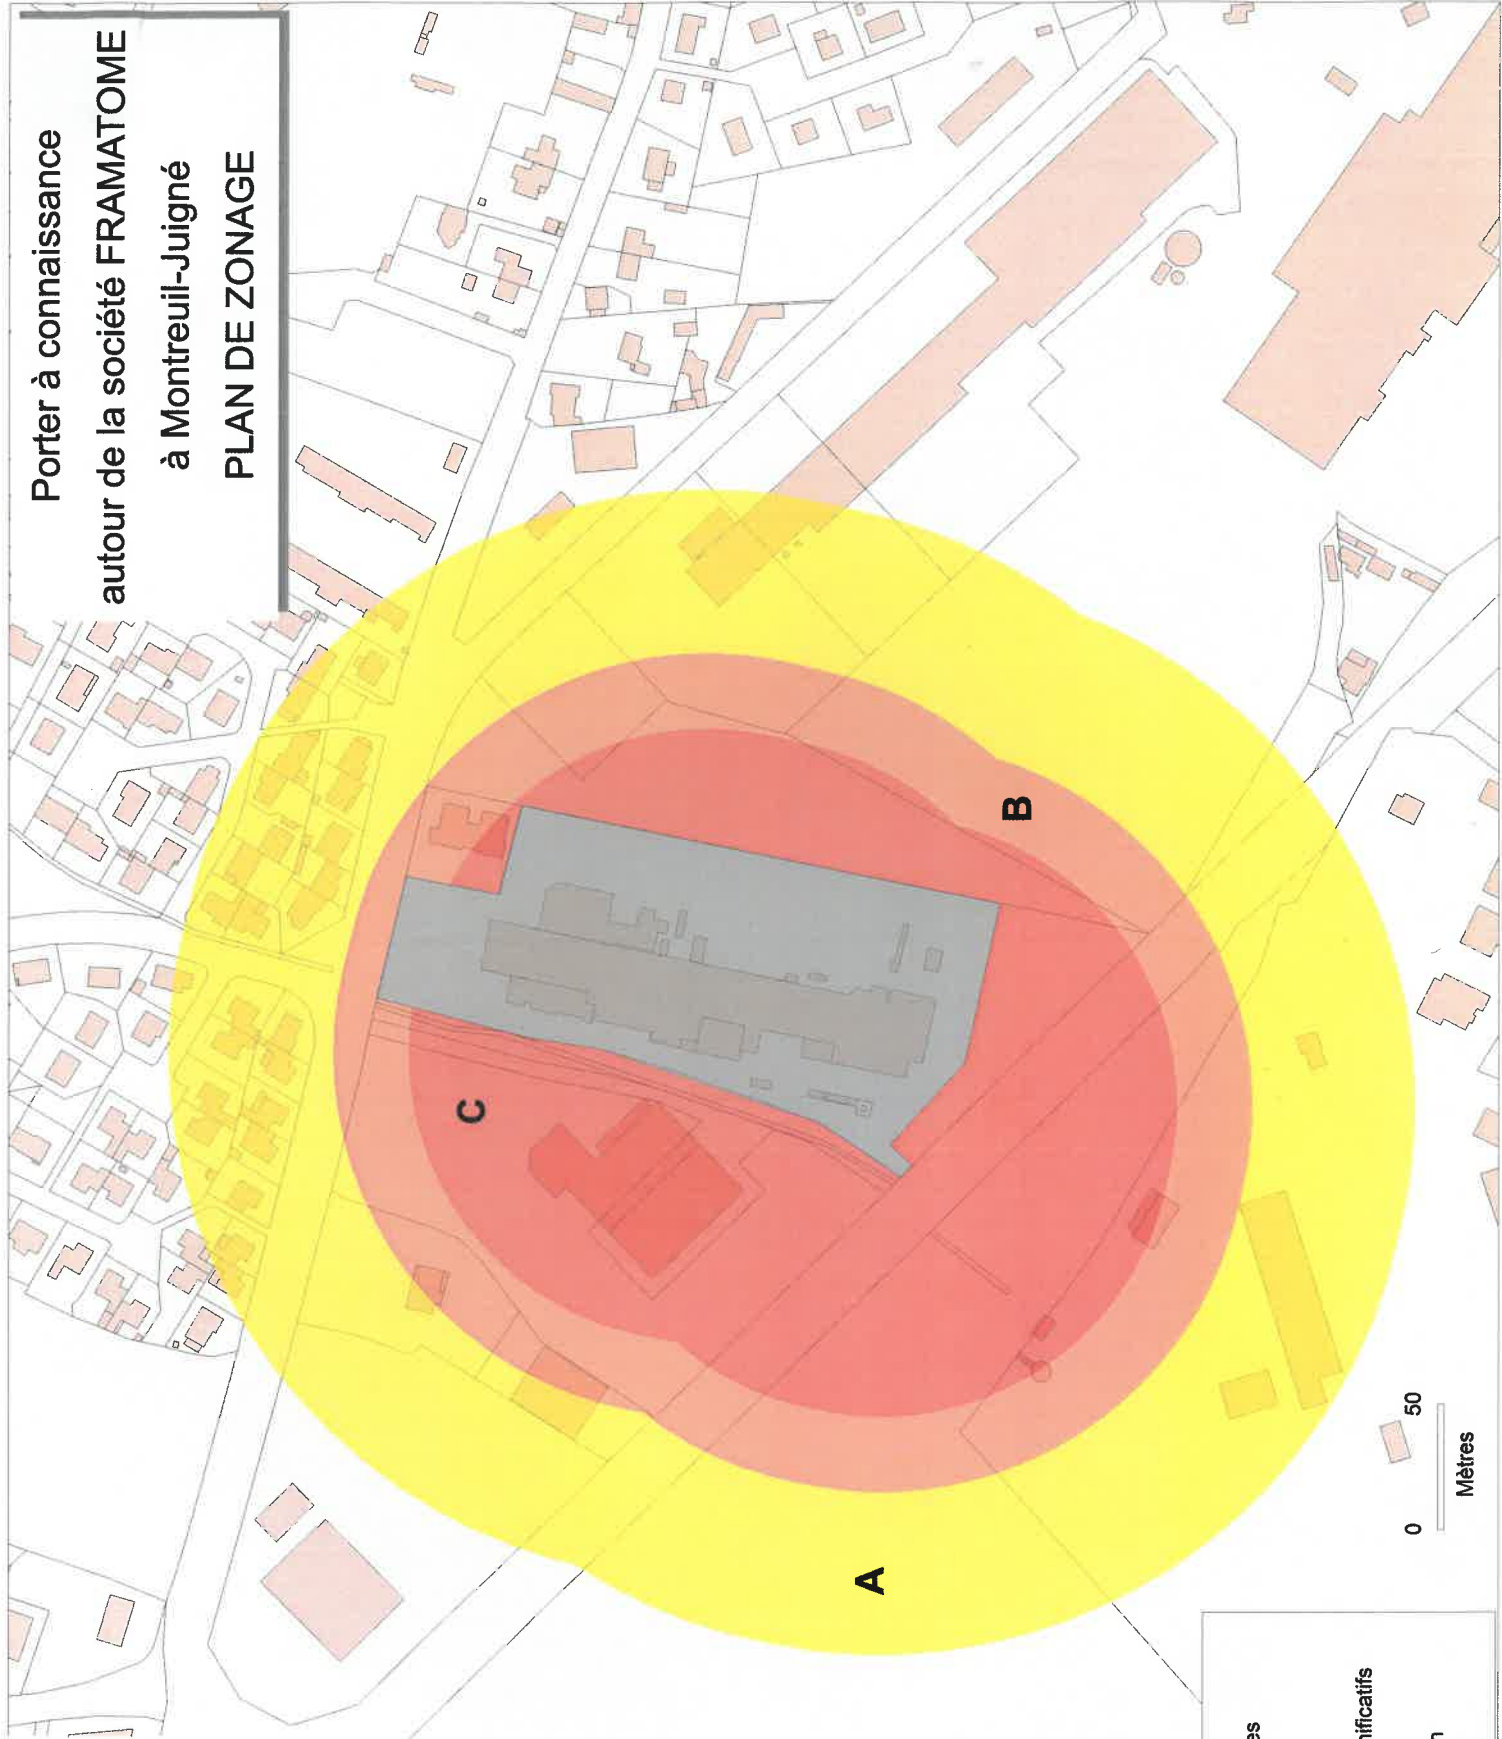 Porter à connaissance
autour de la société FRAMATOME
à Montreuil-Juigné
PLAN DE ZONAGE
C
B
A
0 50
Mètres